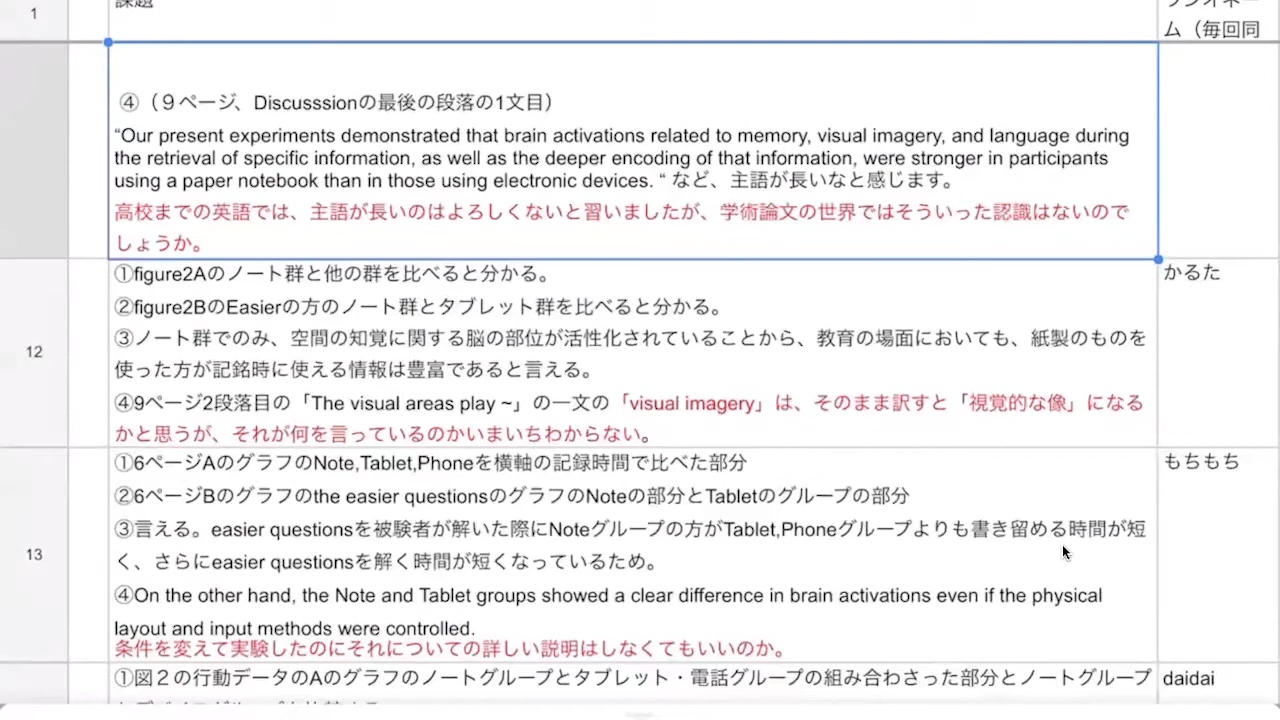 1
課題
ラジオネー
ム（毎回同
④（９ページ、Discusssionの最後の段落の1文目）
“Our present experiments demonstrated that brain activations related to memory, visual imagery, and language during
the retrieval of specific information, as well as the deeper encoding of that information, were stronger in participants
using a paper notebook than in those using electronic devices. “ など、主語が長いなと感じます。
高校までの英語では、主語が長いのはよろしくないと習いましたが、学術論文の世界ではそういった認識はないので
しょうか。
12
①figure2Aのノート群と他の群を比べると分かる。
かるた
②figure2BのEasierの方のノート群とタブレット群を比べると分かる。
③ノート群でのみ、空間の知覚に関する脳の部位が活性化されていることから、教育の場面においても、紙製のものを
使った方が記銘時に使える情報は豊富であると言える。
④9ページ2段落目の「The visual areas play ~」の一文の「visual imagery」は、そのまま訳すと「視覚的な像」になる
かと思うが、それが何を言っているのかいまいちわからない。
13
①6ページAのグラフのNote,Tablet,Phoneを横軸の記録時間で比べた部分
もちもち
②6ページBのグラフのthe easier questionsのグラフのNoteの部分とTabletのグループの部分
③言える。easier questionsを被験者が解いた際にNoteグループの方がTablet,Phoneグループよりも書き留める時間が短
く、さらにeasier questionsを解く時間が短くなっているため。
④On the other hand, the Note and Tablet groups showed a clear difference in brain activations even if the physical
layout and input methods were controlled.
条件を変えて実験したのにそれについての詳しい説明はしなくてもいいのか。
①図２の行動データのAのグラフのノートグループとタブレット・電話グループの組み合わさった部分とノートグループ
daidai